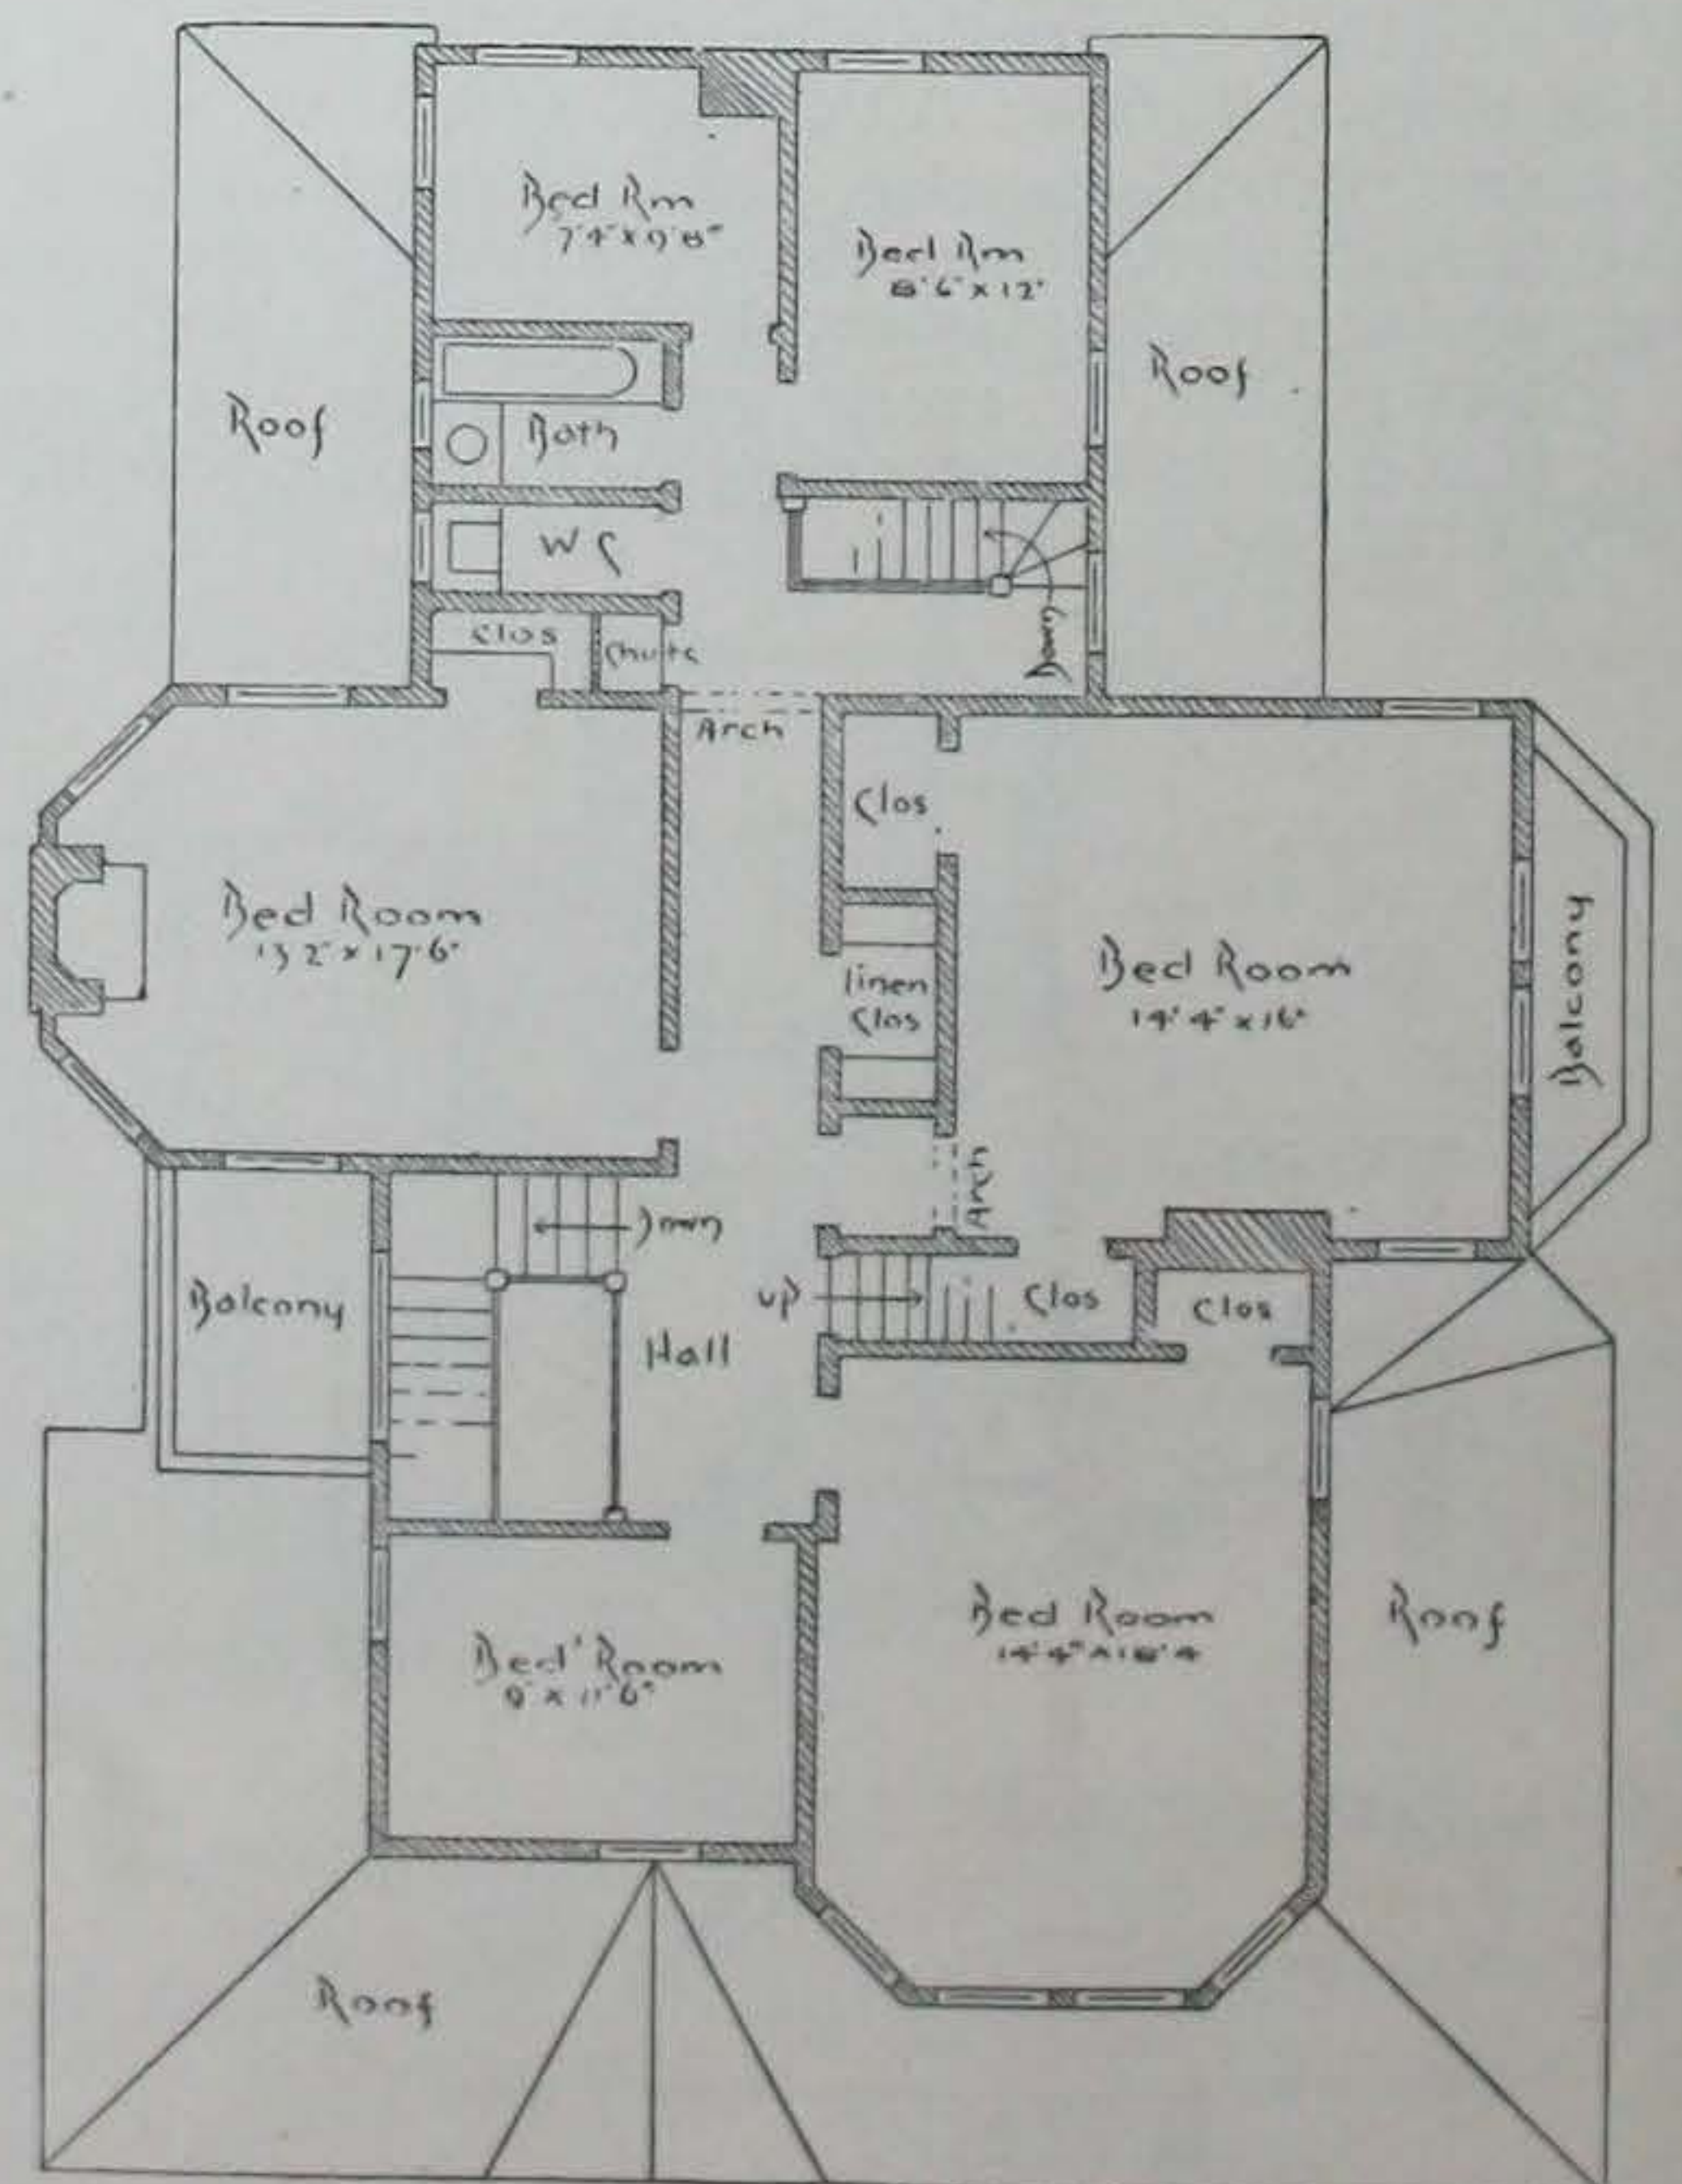 Bed Rm
7'4" x 9'8"
Bed Rm
8'6" x 12'
Roof
Roof
Bath
W C
Clos
Chute
Down
Arch
Clos
Bed Room
13'2" x 17'6"
linen
Clos
Bed Room
14'4" x 16'
Balcony
Arch
Down
Balcony
up
Clos
Clos
Hall
Bed Room
14'4" x
Roof
Bed Room
9' x 11'6"
Roof